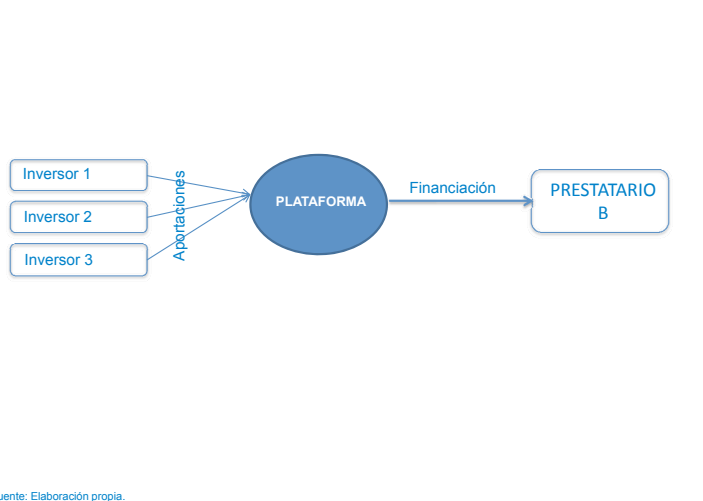 Inversor 1
Inversor 2
Inversor 3
Aportaciones
PLATAFORMA
Financiación
PRESTATARIO
B
uente: Elaboración propia.